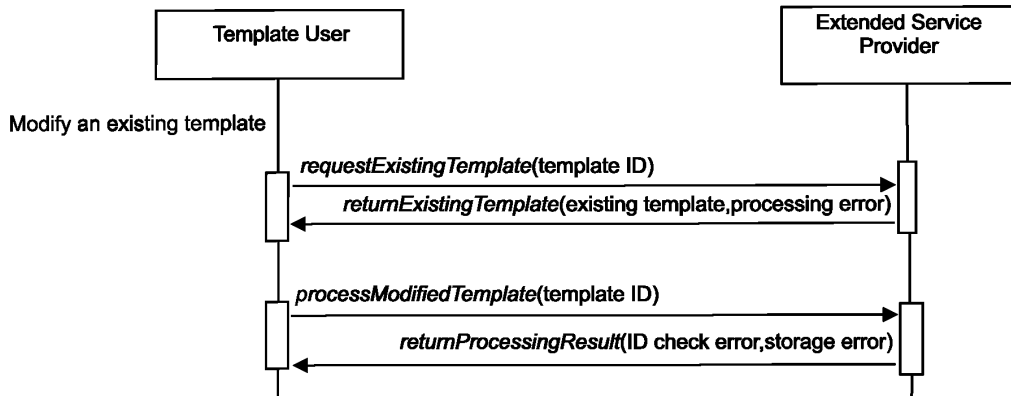 Template User
Extended Service
Provider
Modify an existing template
requestExistingTemplate(template ID)
returnExistingTemplate(existing template,processing error)
processModifiedTemplate(template ID)
returnProcessingResult(ID check error,storage error)